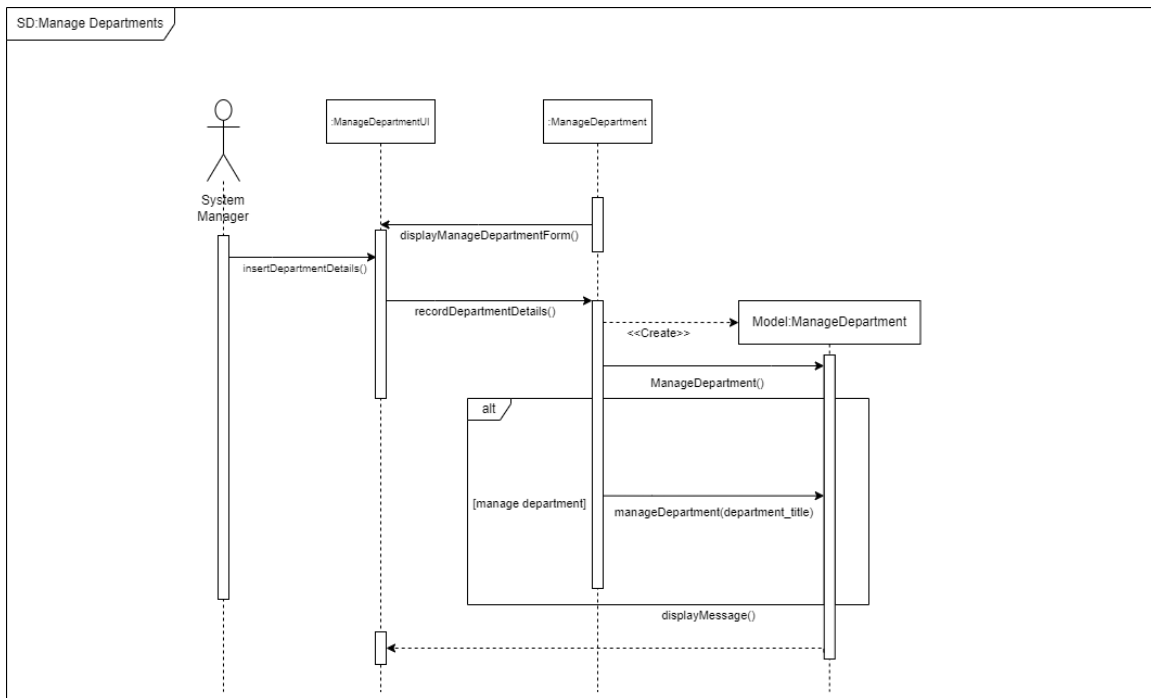 SD:Manage Departments
:ManageDepartmentUI
:ManageDepartment
System
Manager
displayManageDepartmentForm()
insertDepartmentDetails()
recordDepartmentDetails()
Model:ManageDepartment
<<Create>>
ManageDepartment()
alt
[manage department]
manageDepartment(department_title)
displayMessage()